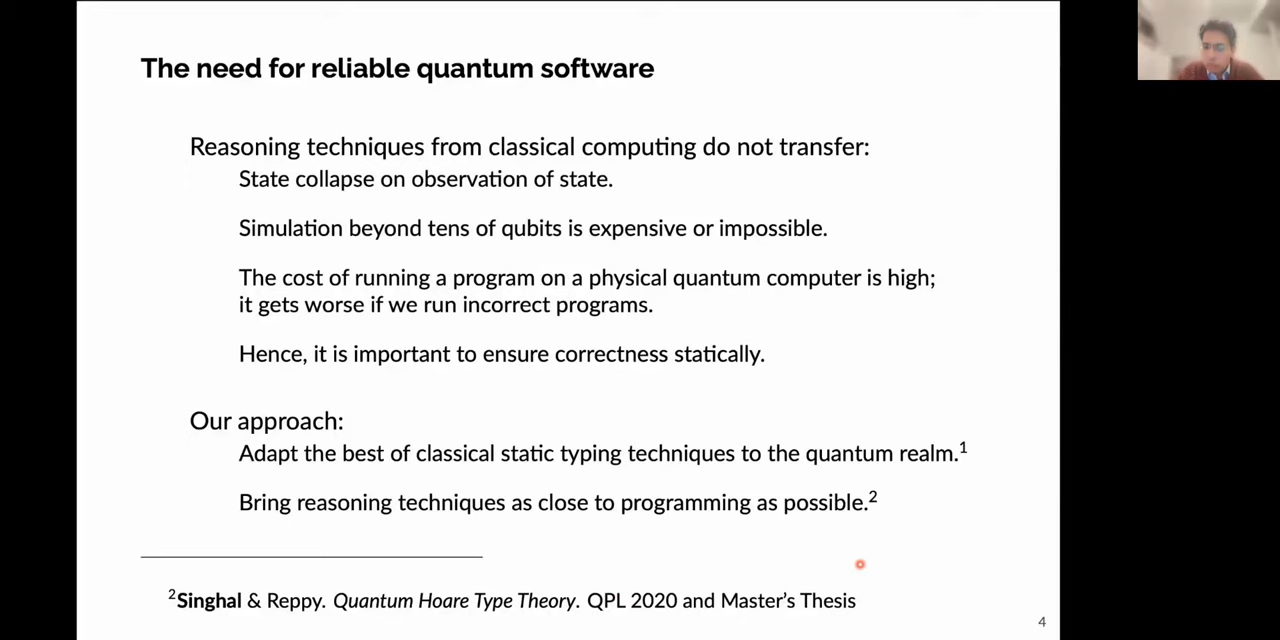 The need for reliable quantum software
Reasoning techniques from classical computing do not transfer:
State collapse on observation of state.
Simulation beyond tens of qubits is expensive or impossible.
The cost of running a program on a physical quantum computer is high;
it gets worse if we run incorrect programs.
Hence, it is important to ensure correctness statically.
Our approach:
Adapt the best of classical static typing techniques to the quantum realm.¹
Bring reasoning techniques as close to programming as possible.²
²Singhal & Reppy. Quantum Hoare Type Theory. QPL 2020 and Master's Thesis
4